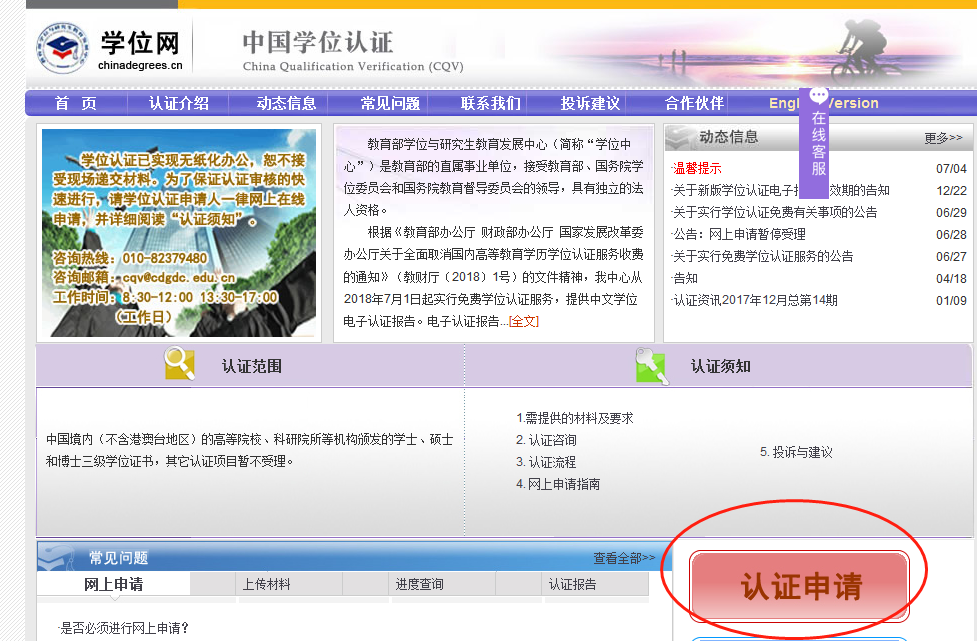 学位网
chinadegrees.cn
中国学位认证
China Qualification Verification (CQV)
首 页 认证介绍 动态信息 常见问题 联系我们 投诉建议 合作伙伴 Engl Version
在线客服
学位认证已实现无纸化办公，恕不接
受现场递交材料。为了保证认证审核的快
速进行，请学位认证申请人一律网上在线
申请，并详细阅读“认证须知”。
咨询热线：010-82379480
咨询邮箱：cqv@cdgdc.edu.cn
工作时间：8:30-12:00 13:30-17:00
（工作日）
教育部学位与研究生教育发展中心（简称“学位中
心”）是教育部的直属事业单位，接受教育部、国务院学
位委员会和国务院教育督导委员会的领导，具有独立的法
人资格。
根据《教育部办公厅 财政部办公厅 国家发展改革委
办公厅关于全面取消国内高等教育学历学位认证服务收费
的通知》（教财厅（2018）1号）的文件精神，我中心从
2018年7月1日起实行免费学位认证服务，提供中文学位
电子认证报告。电子认证报告...[全文]
动态信息 更多>>
·温馨提示 07/04
·关于新版学位认证电子 效期的告知 12/22
·关于实行学位认证免费有关事项的公告 06/29
·公告：网上申请暂停受理 06/28
·关于实行免费学位认证服务的公告 06/27
·告知 04/18
·认证资讯2017年12月总第14期 01/09
认证范围
中国境内（不含港澳台地区）的高等院校、科研院所等机构颁发的学士、硕士
和博士三级学位证书，其它认证项目暂不受理。
认证须知
1.需提供的材料及要求
2. 认证咨询
3. 认证流程
4. 网上申请指南
5. 投诉与建议
常见问题 查看全部>>
网上申请 上传材料 进度查询 认证报告
·是否必须进行网上申请?
认证申请